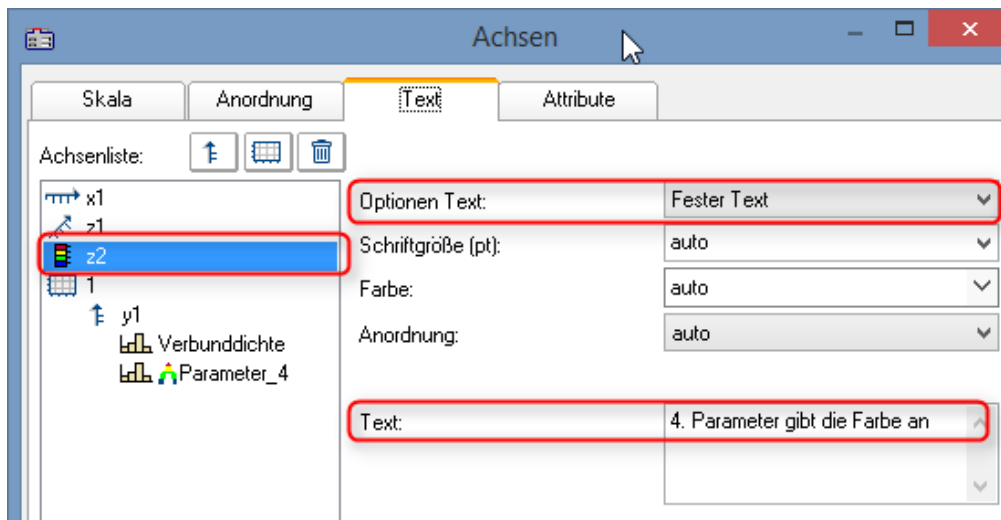 Achsen
Skala Anordnung Text Attribute
Achsenliste:
x1
z1
z2
1
y1
Verbunddichte
Parameter_4
Optionen Text: Fester Text
Schriftgröße (pt): auto
Farbe: auto
Anordnung: auto
Text: 4. Parameter gibt die Farbe an